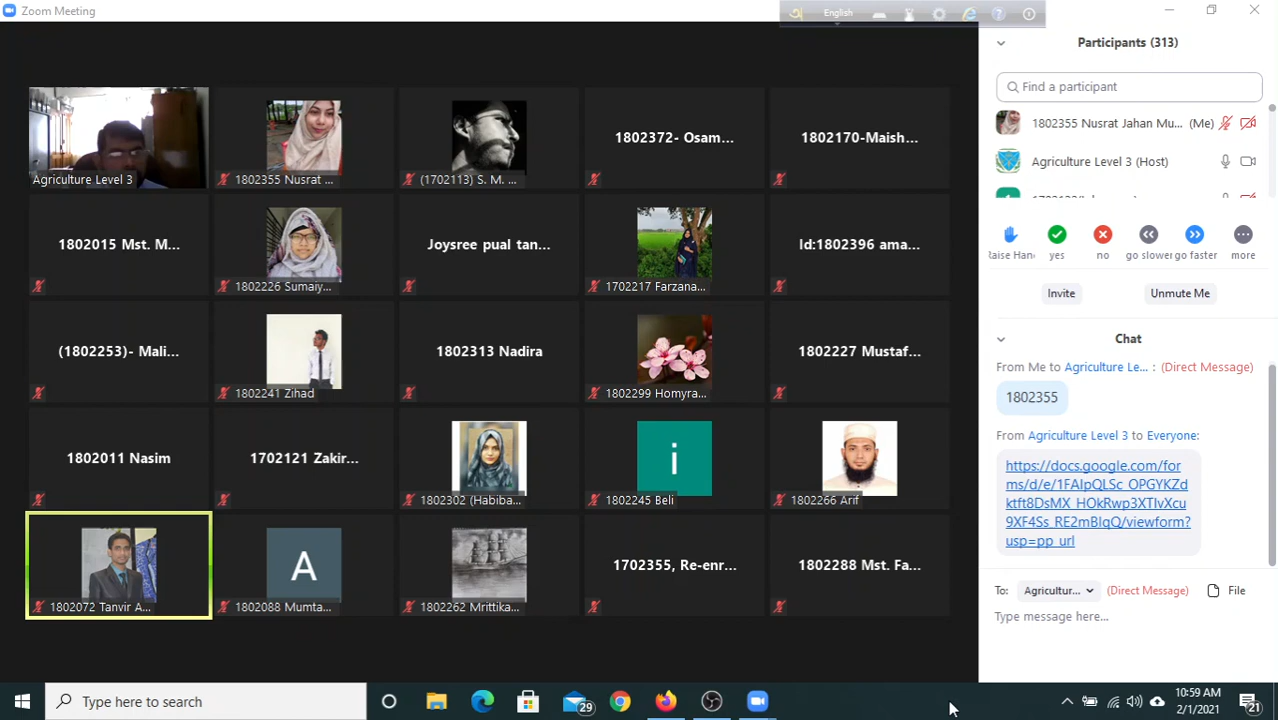 Zoom Meeting
অ English
Participants (313)
Find a participant
1802355 Nusrat Jahan Mu... (Me)
Agriculture Level 3 (Host)
Raise Han
yes
no
go slower
go faster
more
Invite
Unmute Me
Chat
From Me to Agriculture Le... : (Direct Message)
1802355
From Agriculture Level 3 to Everyone:
https://docs.google.com/for
ms/d/e/1FAIpQLSc_OPGYKZd
ktft8DsMX_HOkRwp3XTIvXcu
9XF4Ss_RE2mBIqQ/viewform?
usp=pp_url
To: Agricultur... (Direct Message) File
Type message here...
Agriculture Level 3
1802355 Nusrat ...
(1702113) S. M. ...
1802372- Osam...
1802170-Maish...
1802015 Mst. M...
1802226 Sumaiy...
Joysree pual tan...
1702217 Farzana...
Id:1802396 ama...
(1802253)- Mali...
1802241 Zihad
1802313 Nadira
1802299 Homyra...
1802227 Mustaf...
1802011 Nasim
1702121 Zakir...
1802302 (Habiba...
i
1802245 Beli
1802266 Arif
1802072 Tanvir A...
A
1802088 Mumta...
1802262 Mrittika...
1702355, Re-enr...
1802288 Mst. Fa...
Type here to search
29
10:59 AM
2/1/2021
21